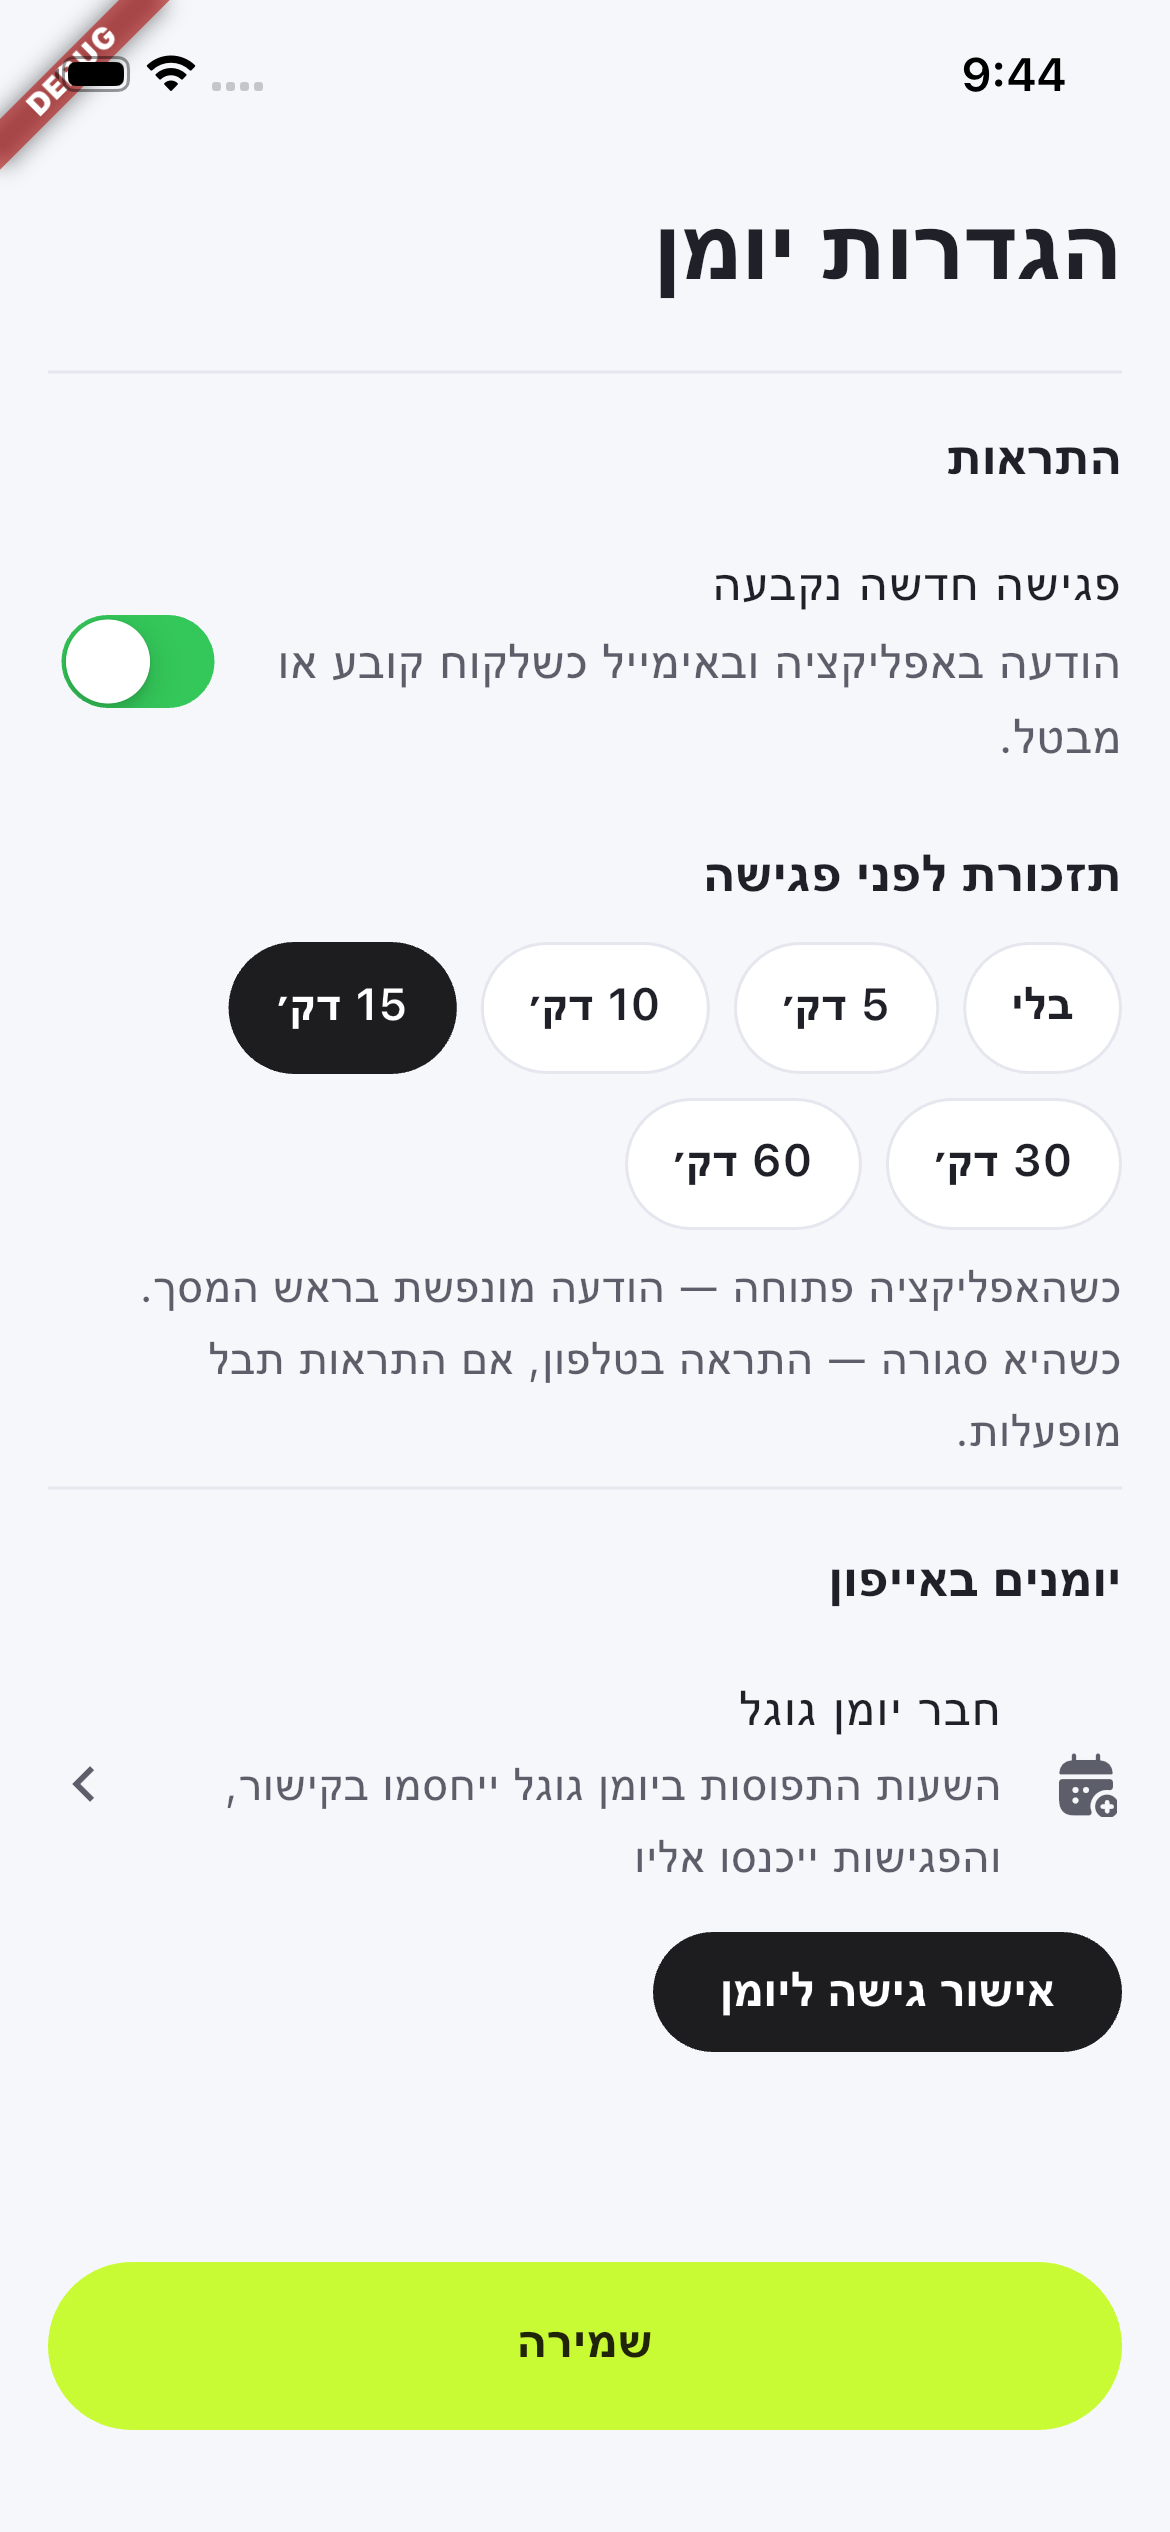 9:44
DEBUG
הגדרות יומן
התראות
פגישה חדשה נקבעה
הודעה באפליקציה ובאימייל כשלקוח קובע או
מבטל.
תזכורת לפני פגישה
בלי
5 דק׳
10 דק׳
15 דק׳
30 דק׳
60 דק׳
כשהאפליקציה פתוחה — הודעה מונפשת בראש המסך.
כשהיא סגורה — התראה בטלפון, אם התראות תבל
מופעלות.
יומנים באייפון
חבר יומן גוגל
השעות התפוסות ביומן גוגל ייחסמו בקישור,
והפגישות ייכנסו אליו
אישור גישה ליומן
שמירה